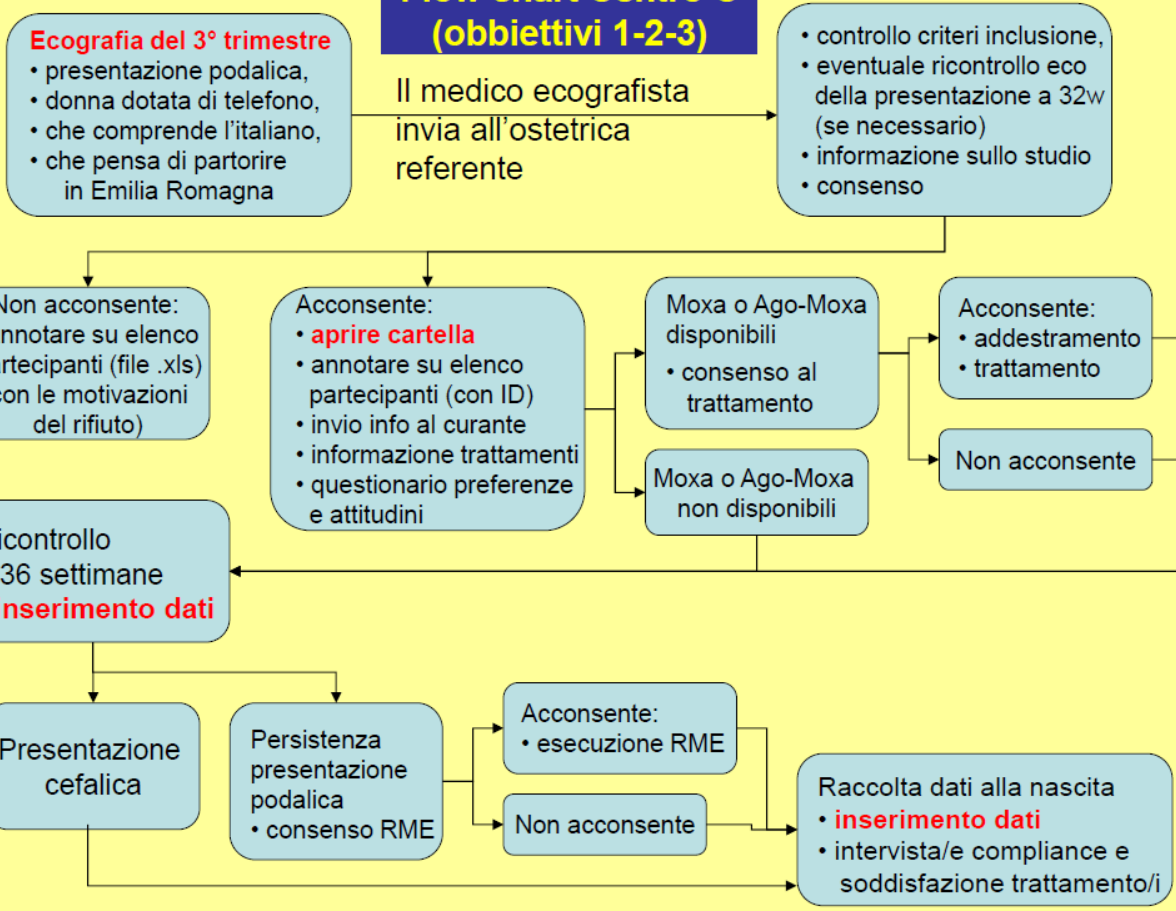 (obbiettivi 1-2-3)
Ecografia del 3° trimestre
• presentazione podalica,
• donna dotata di telefono,
• che comprende l'italiano,
• che pensa di partorire
in Emilia Romagna
Il medico ecografista
invia all'ostetrica
referente
• controllo criteri inclusione,
• eventuale ricontrollo eco
della presentazione a 32w
(se necessario)
• informazione sullo studio
• consenso
Non acconsente:
annotare su elenco
partecipanti (file .xls)
con le motivazioni
del rifiuto)
Acconsente:
• aprire cartella
• annotare su elenco
partecipanti (con ID)
• invio info al curante
• informazione trattamenti
• questionario preferenze
e attitudini
Moxa o Ago-Moxa
disponibili
• consenso al
trattamento
Moxa o Ago-Moxa
non disponibili
Acconsente:
• addestramento
• trattamento
Non acconsente
icontrollo
36 settimane
inserimento dati
Presentazione
cefalica
Persistenza
presentazione
podalica
• consenso RME
Acconsente:
• esecuzione RME
Non acconsente
Raccolta dati alla nascita
• inserimento dati
• intervista/e compliance e
soddisfazione trattamento/i